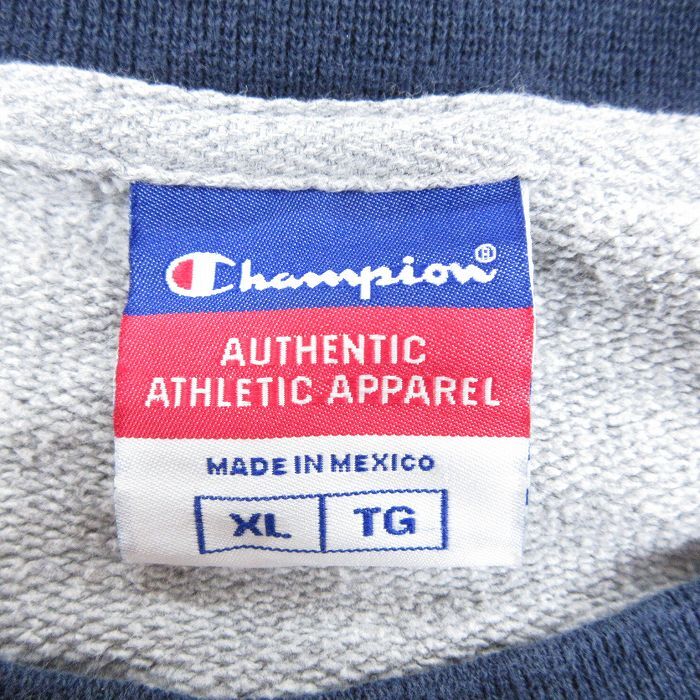 Champion®
AUTHENTIC
ATHLETIC APPAREL
MADE IN MEXICO
XL TG